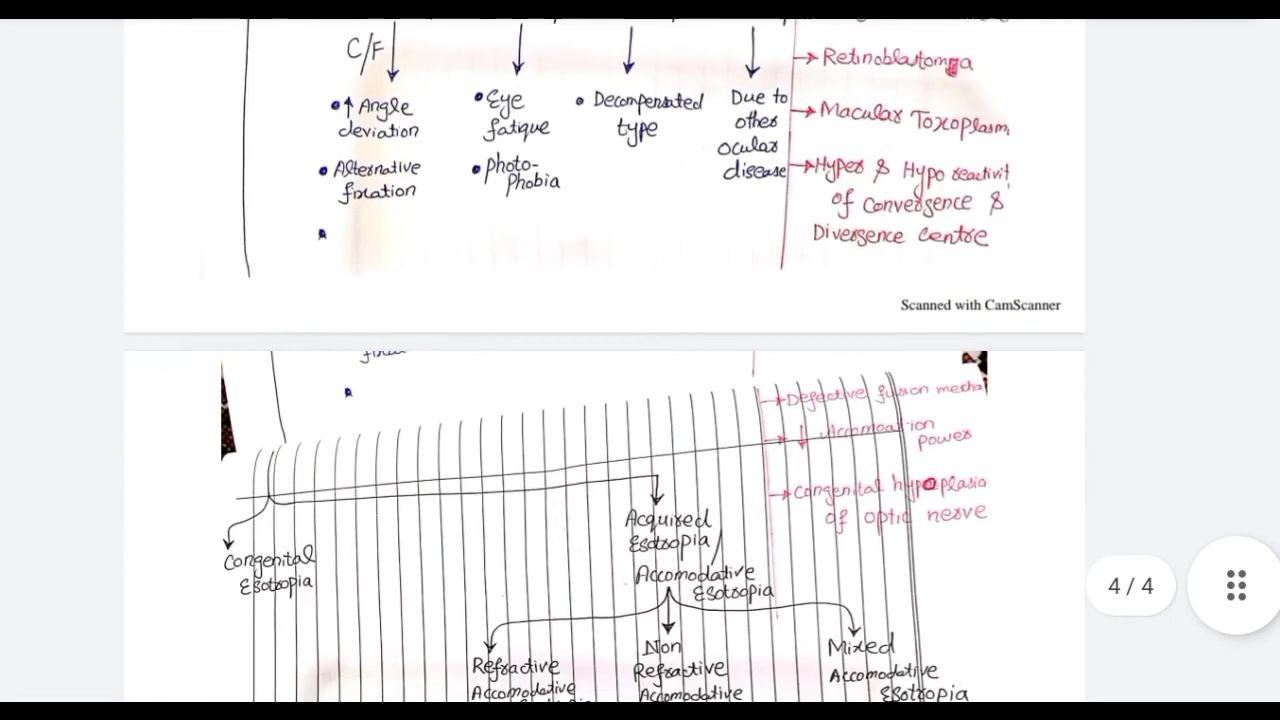 C/F
•↑ Angle
deviation
• Alternative
fixation
• Eye
fatique
• Photo-
Phobia
• Decompensated
type
Due to
other
ocular
disease
→ Retinoblastoma
→ Macular Toxoplasm
→ Hyper & Hypo reactivit
of Convergence &
Divergence Centre
Scanned with CamScanner
→ Defective fusion mecha
→ ↓ Accomoation
power
→ Congenital hypoplasia
of optic nerve
Congenital
Esotropia
Acquired
Esotropia/
Accomodative
Esotropia
Refractive
Accomodative
Non
Refractive
Accomodative
Mixed
Accomodative
Esotropia
4 / 4